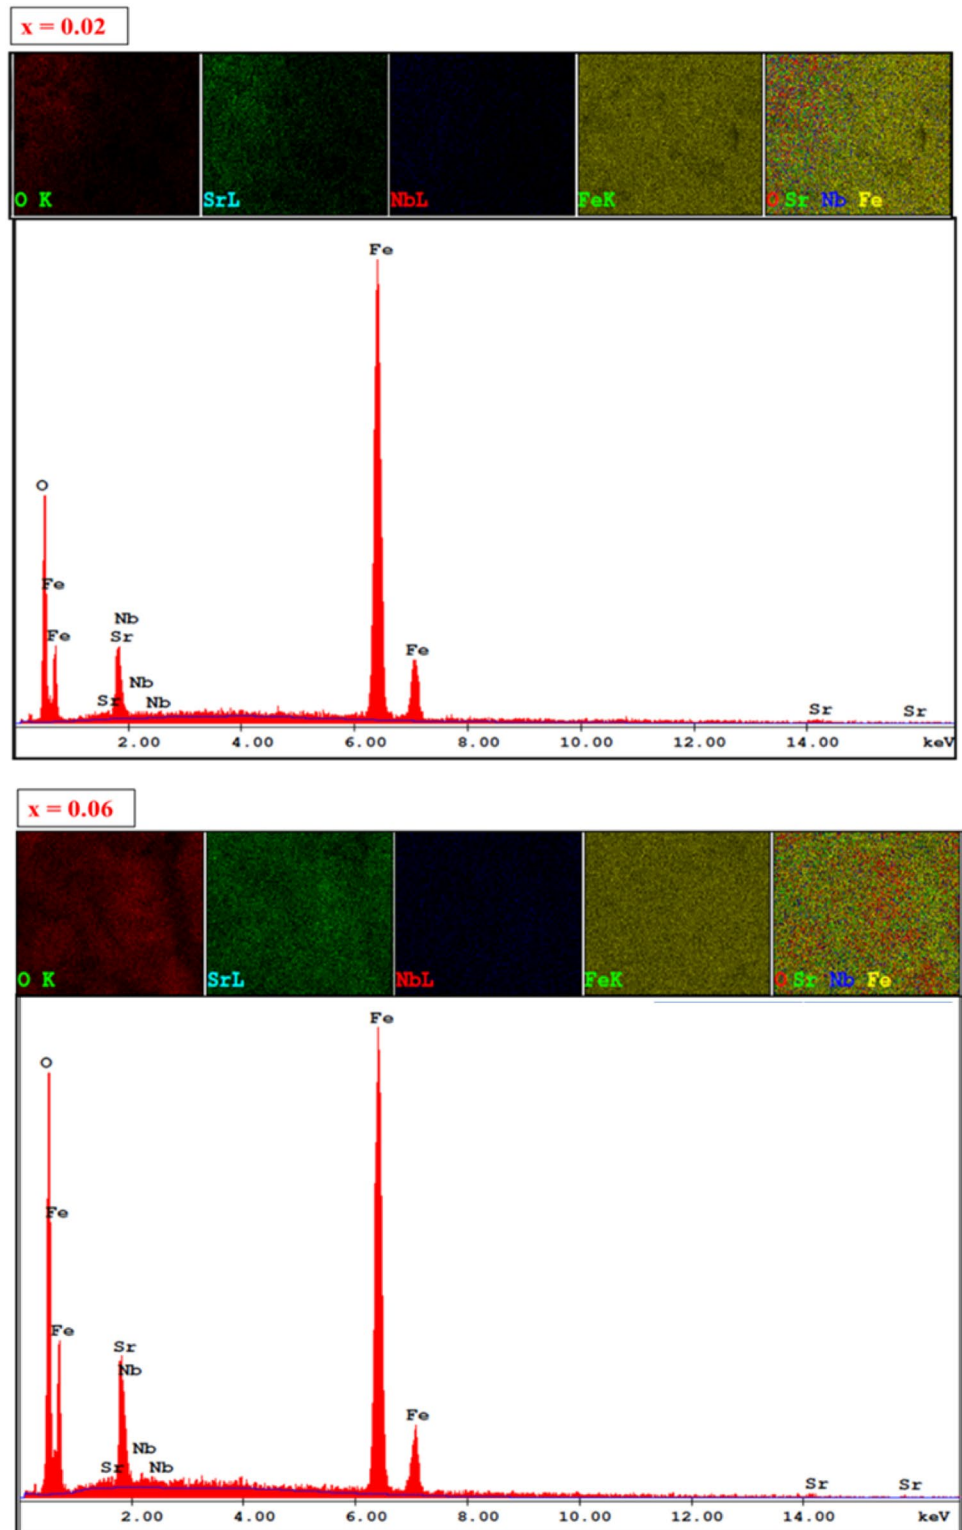 x = 0.02
O K SrL NbL FeK O Sr Nb Fe
Fe
O
Fe
Nb
Fe Sr
Fe
Nb
Sr Nb
Sr Sr
2.00 4.00 6.00 8.00 10.00 12.00 14.00 keV
x = 0.06
O K SrL NbL FeK O Sr Nb Fe
Fe
O
Fe
Fe
Sr
Nb
Fe
Nb
Sr Nb
Sr Sr
2.00 4.00 6.00 8.00 10.00 12.00 14.00 keV